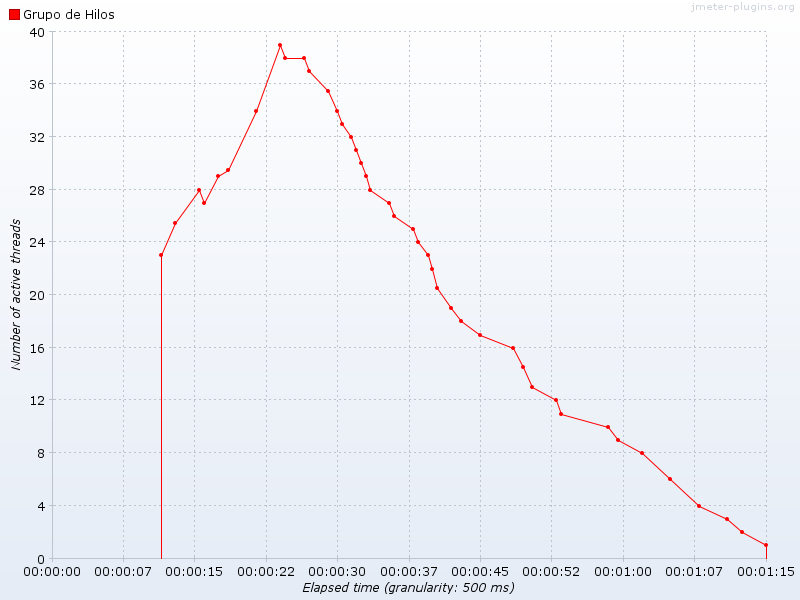 jmeter-plugins.org
Grupo de Hilos
40
36
32
28
24
20
16
12
8
4
0
Number of active threads
00:00:00 00:00:07 00:00:15 00:00:22 00:00:30 00:00:37 00:00:45 00:00:52 00:01:00 00:01:07 00:01:15
Elapsed time (granularity: 500 ms)